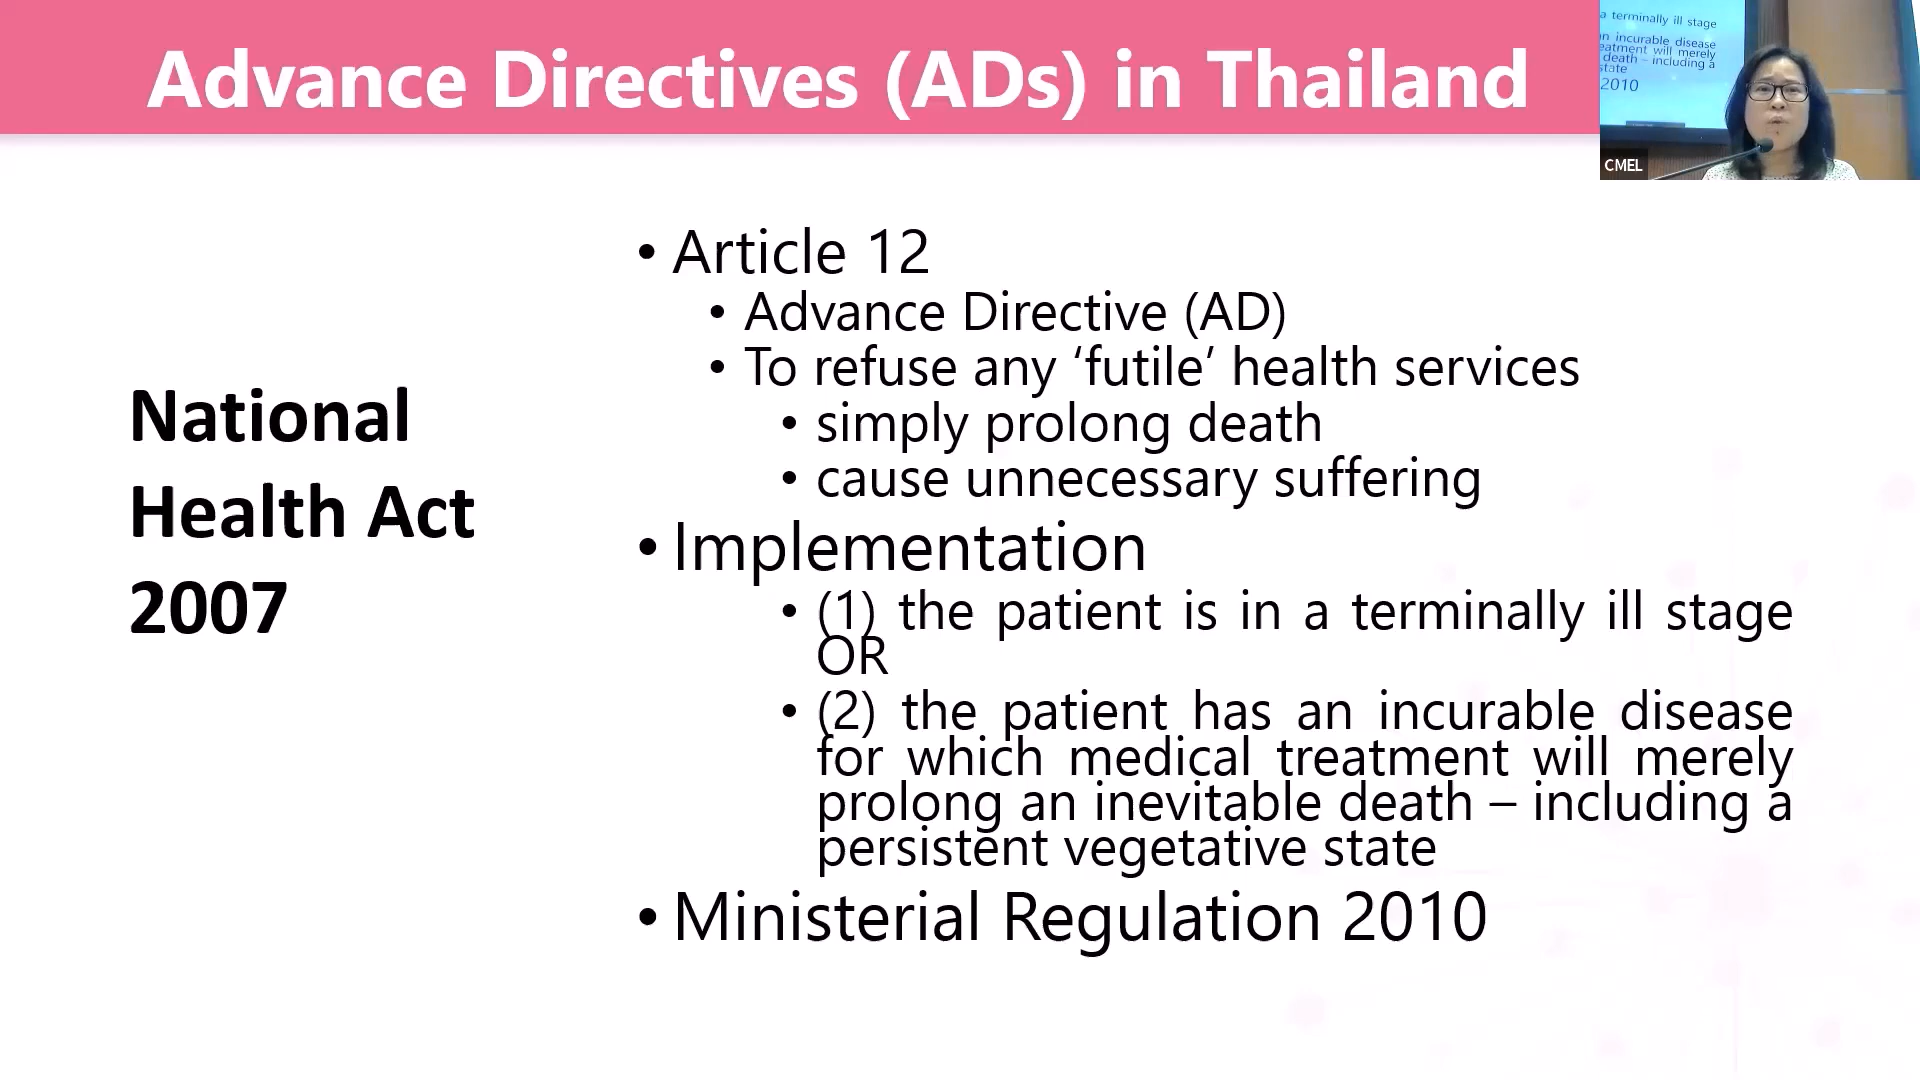 Advance Directives (ADs) in Thailand
a terminally ill stage
an incurable disease
eatment will merely
death – including a
state
2010
CMEL
National
Health Act
2007
• Article 12
• Advance Directive (AD)
• To refuse any ‘futile’ health services
• simply prolong death
• cause unnecessary suffering
• Implementation
• (1) the patient is in a terminally ill stage
OR
• (2) the patient has an incurable disease
for which medical treatment will merely
prolong an inevitable death – including a
persistent vegetative state
• Ministerial Regulation 2010